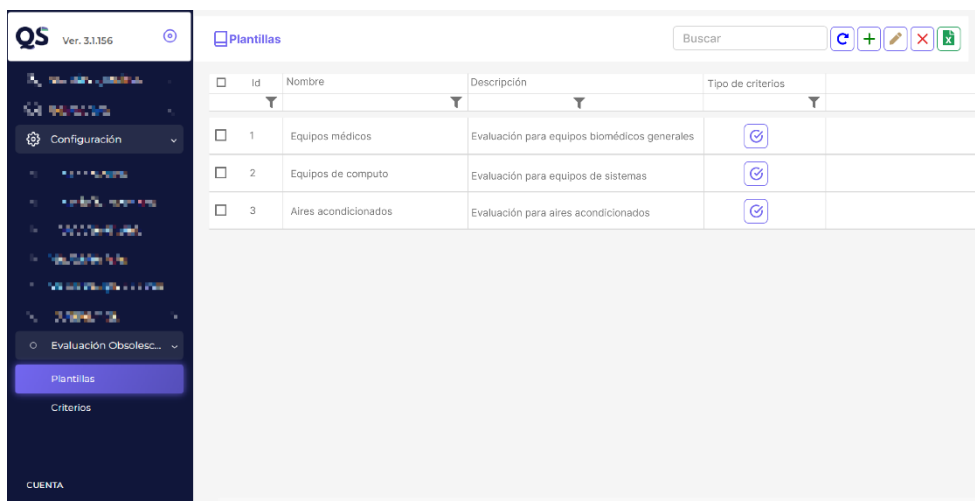 QS Ver. 3.1.156
Configuración
Evaluación Obsolesc...
Plantillas
Criterios
CUENTA
Plantillas
Buscar
Id Nombre Descripción Tipo de criterios
1 Equipos médicos Evaluación para equipos biomédicos generales
2 Equipos de computo Evaluación para equipos de sistemas
3 Aires acondicionados Evaluación para aires acondicionados